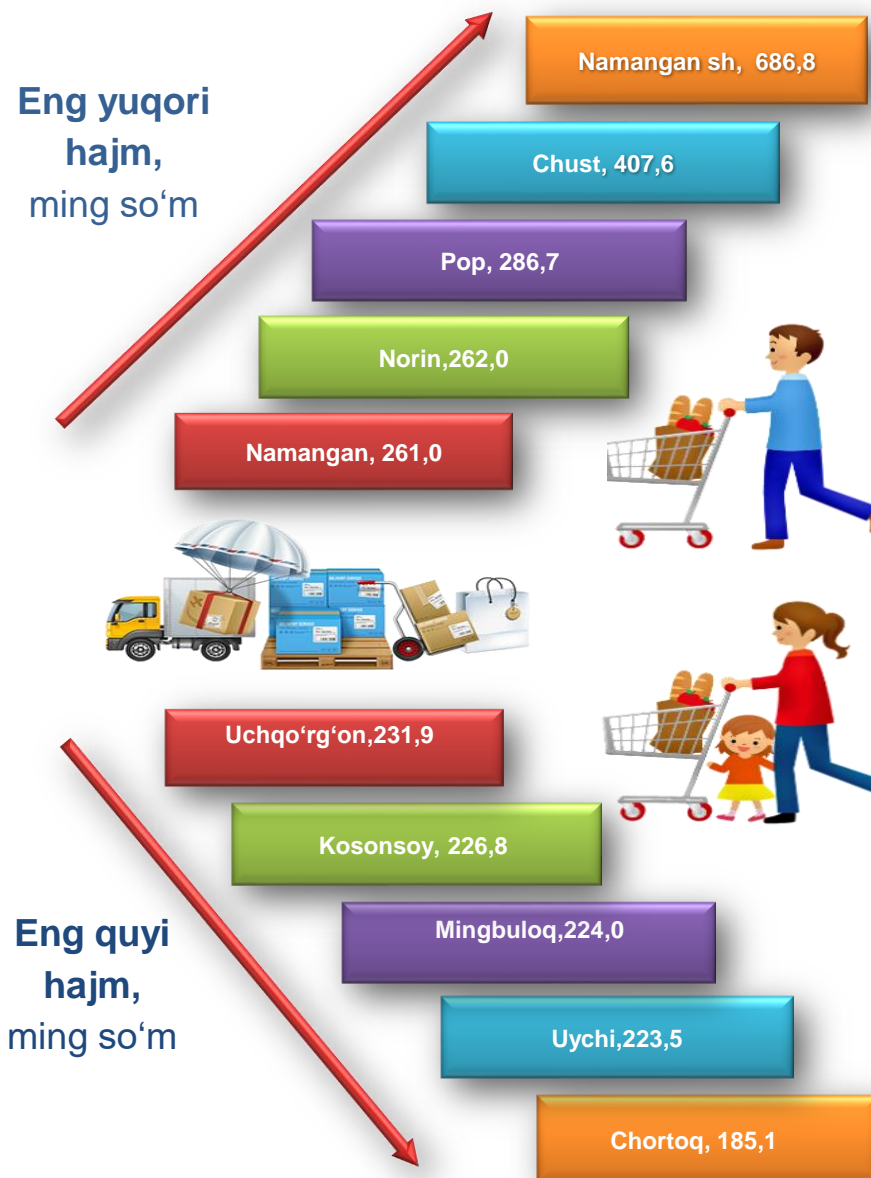 Namangan sh, 686,8
Eng yuqori
hajm,
ming so‘m
Chust, 407,6
Pop, 286,7
Norin,262,0
Namangan, 261,0
Uchqo‘rg‘on,231,9
Kosonsoy, 226,8
Eng quyi
hajm,
ming so‘m
Mingbuloq,224,0
Uychi,223,5
Chortoq, 185,1